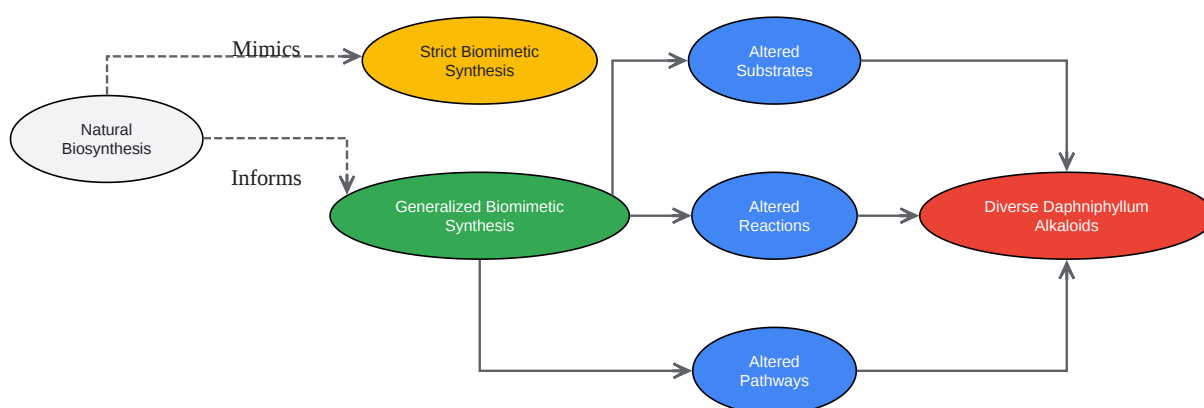 Mimics
Strict Biomimetic
Synthesis
Altered
Substrates
Natural
Biosynthesis
Informs
Generalized Biomimetic
Synthesis
Altered
Reactions
Diverse Daphniphyllum
Alkaloids
Altered
Pathways